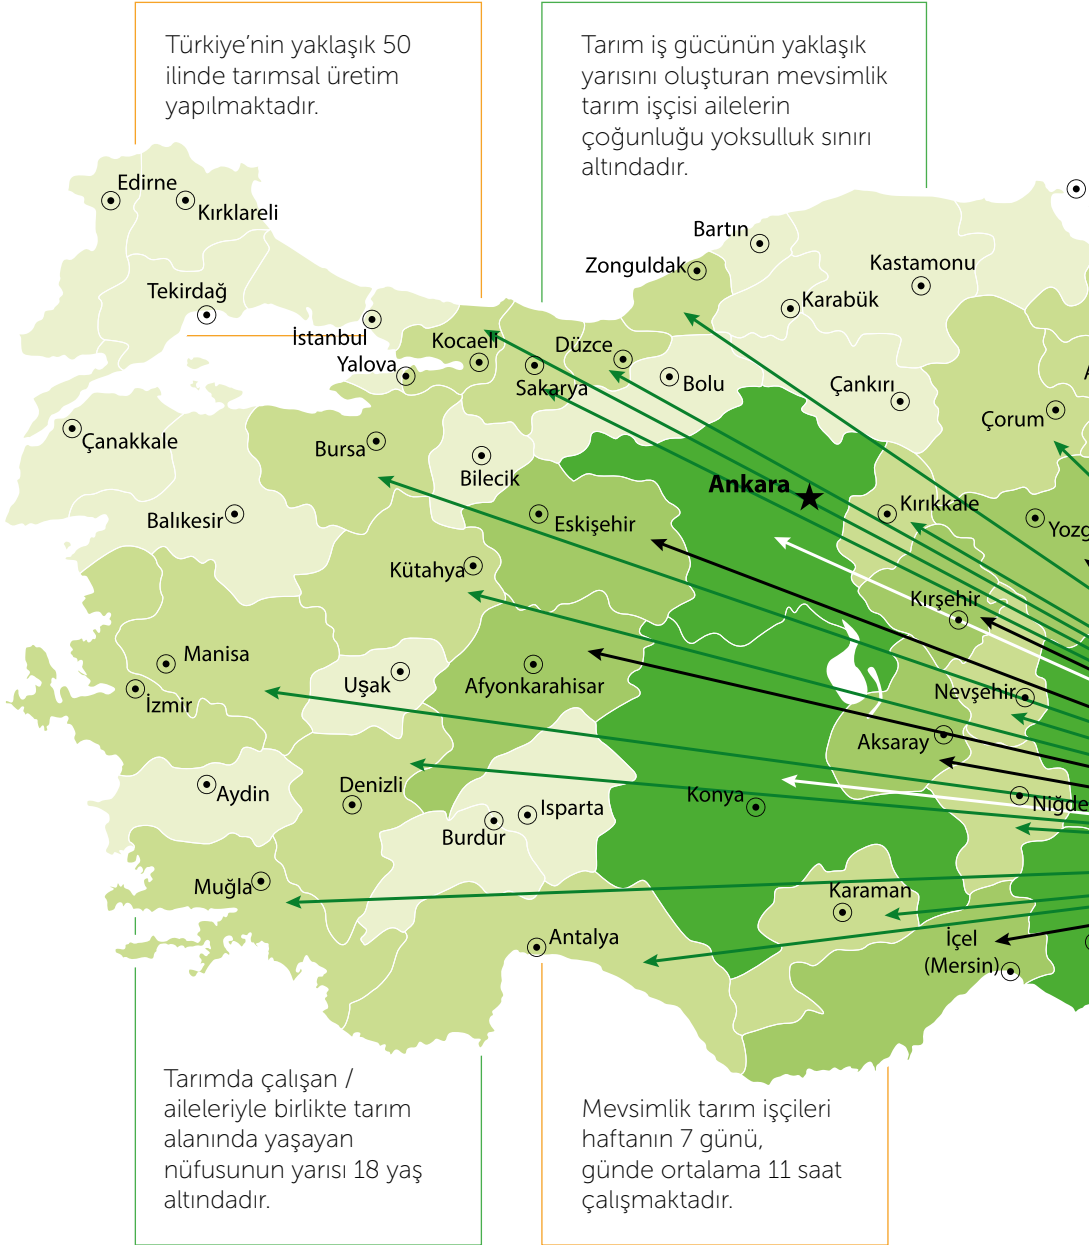 Türkiye’nin yaklaşık 50
ilinde tarımsal üretim
yapılmaktadır.
Tarım iş gücünün yaklaşık
yarısını oluşturan mevsimlik
tarım işçisi ailelerin
çoğunluğu yoksulluk sınırı
altındadır.
Edirne
Kırklareli
Tekirdağ
İstanbul
Yalova
Kocaeli
Sakarya
Düzce
Zonguldak
Bartın
Karabük
Kastamonu
Bolu
Çankırı
Çorum
Çanakkale
Bursa
Bilecik
Ankara
Balıkesir
Eskişehir
Kırıkkale
Yozg
Kütahya
Kırşehir
Manisa
İzmir
Uşak
Afyonkarahisar
Nevşehir
Aksaray
Aydin
Denizli
Isparta
Burdur
Konya
Niğde
Muğla
Karaman
Antalya
İçel
(Mersin)
Tarımda çalışan /
aileleriyle birlikte tarım
alanında yaşayan
nüfusunun yarısı 18 yaş
altındadır.
Mevsimlik tarım işçileri
haftanın 7 günü,
günde ortalama 11 saat
çalışmaktadır.